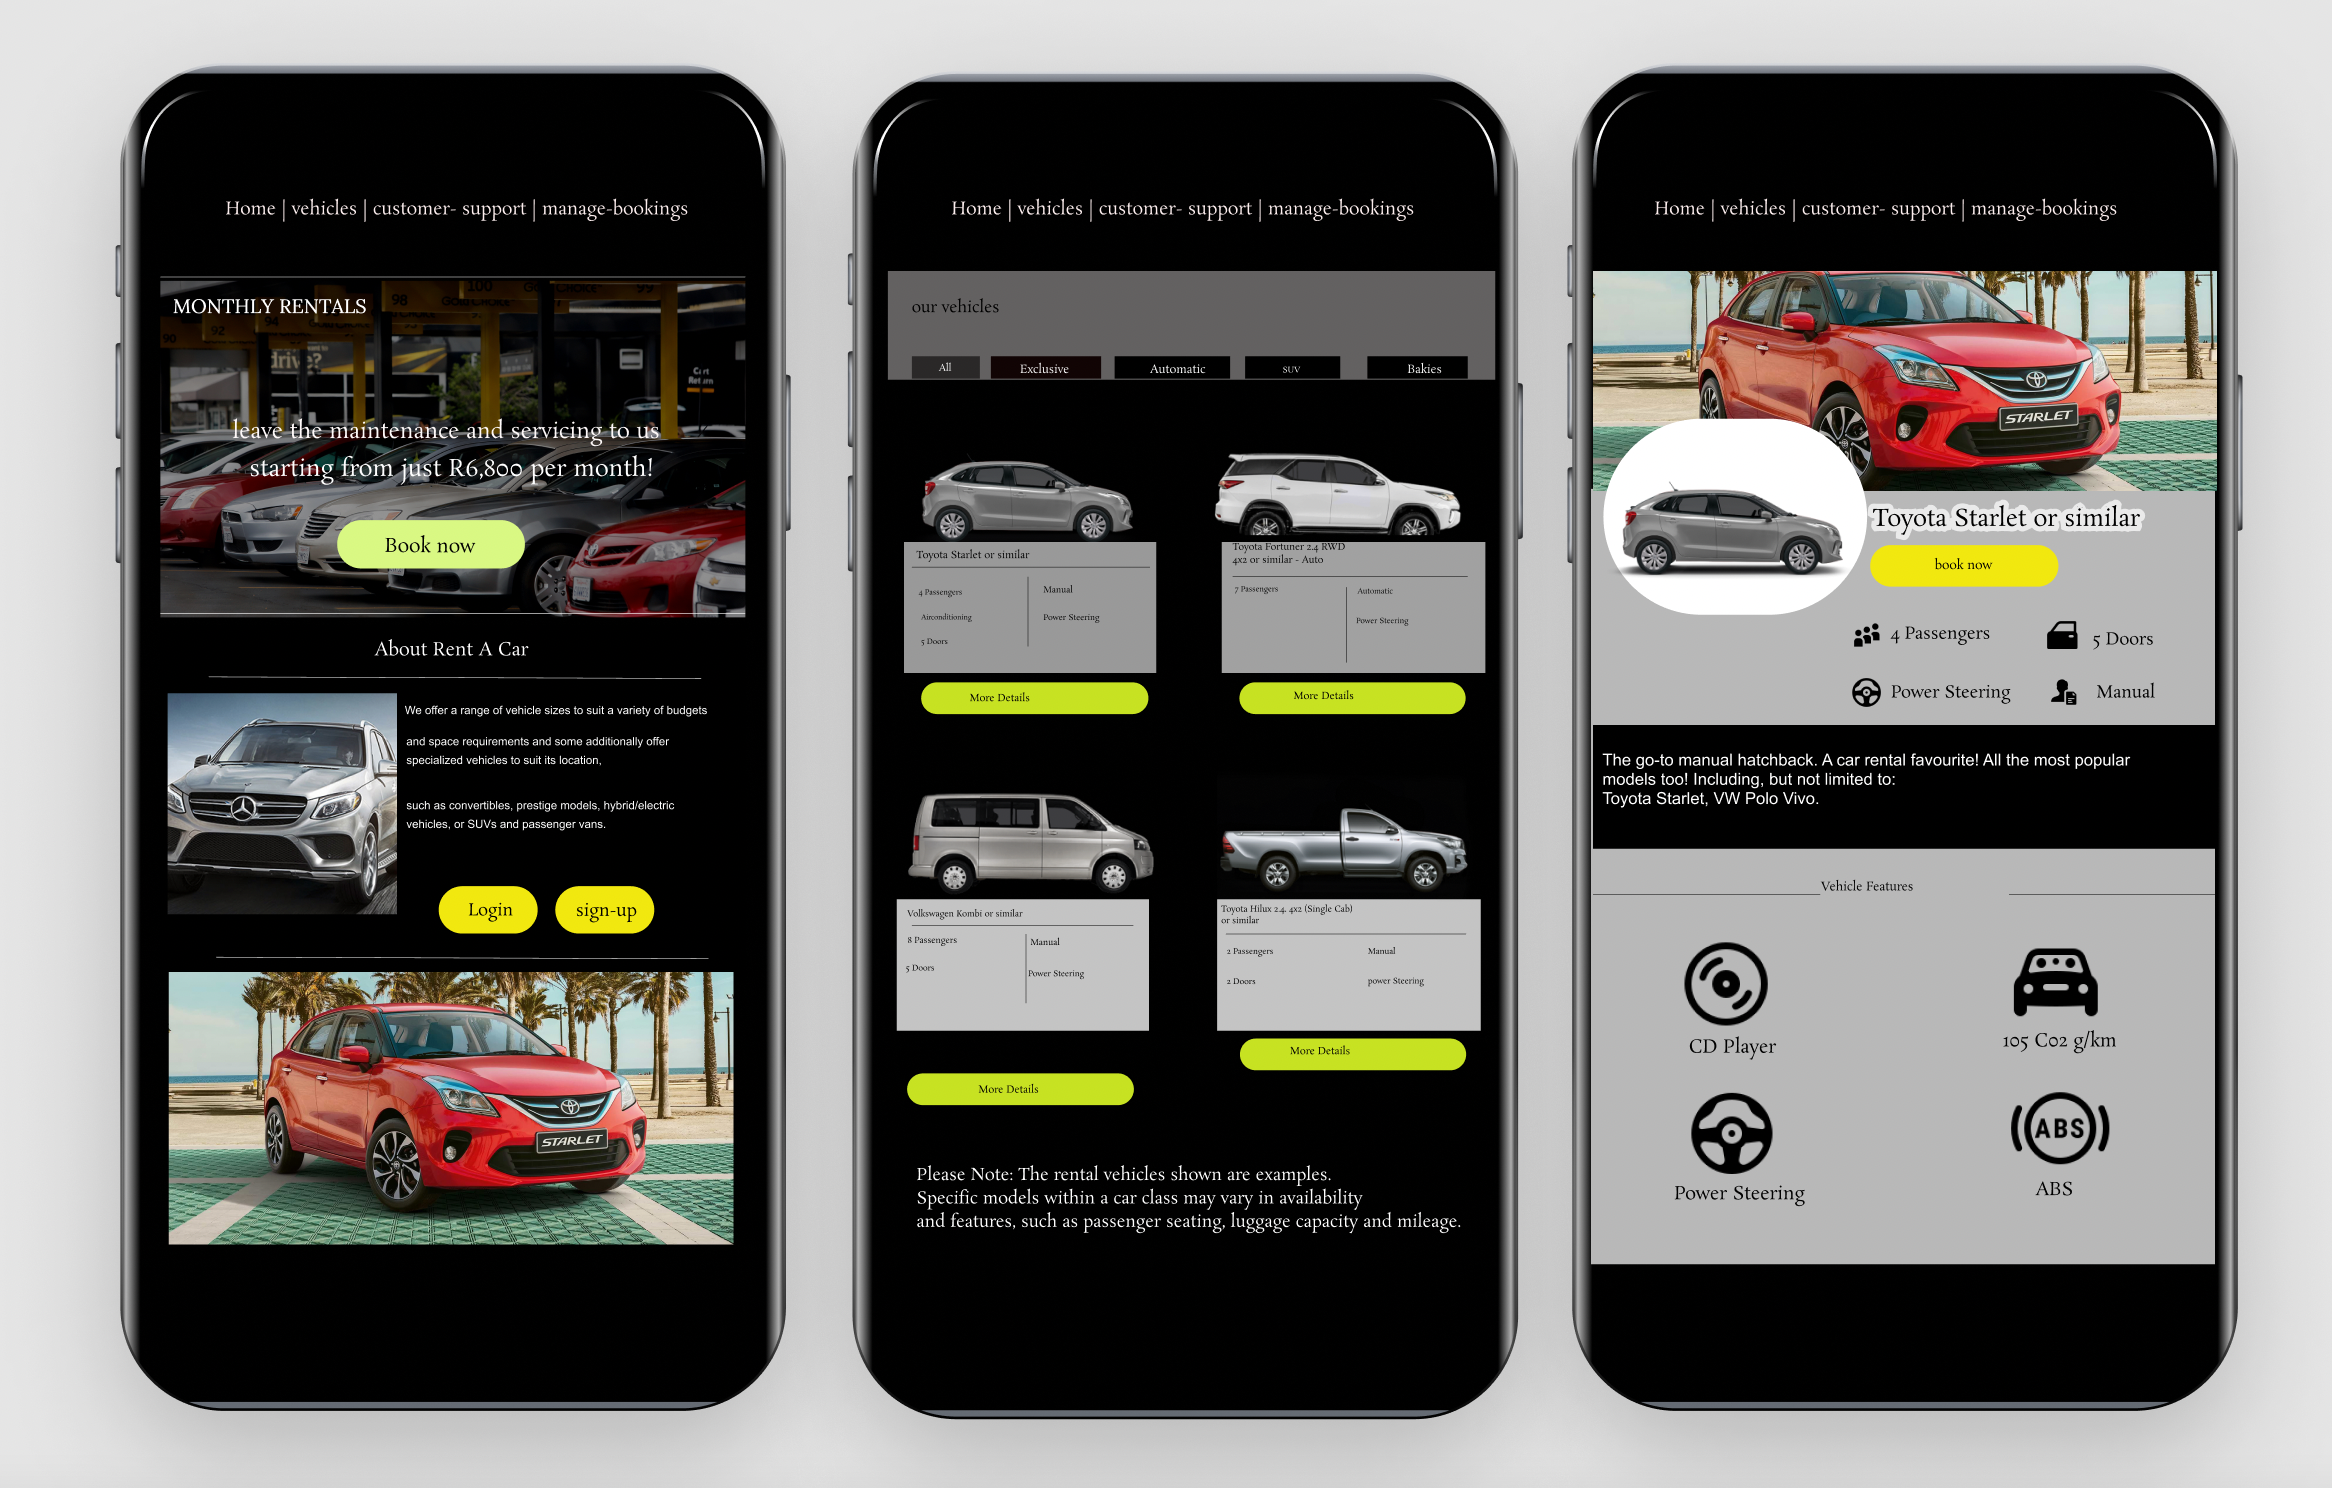 Home | vehicles | customer- support | manage-bookings
MONTHLY RENTALS
90
92
94
98
100
99
drive?
leave the maintenance and servicing to us
starting from just R6,800 per month!
Book now
About Rent A Car
We offer a range of vehicle sizes to suit a variety of budgets
and space requirements and some additionally offer
specialized vehicles to suit its location,
such as convertibles, prestige models, hybrid/electric
vehicles, or SUVs and passenger vans.
Login
sign-up
STARLET
Home | vehicles | customer- support | manage-bookings
our vehicles
All
Exclusive
Automatic
SUV
Bakies
Toyota Starlet or similar
4 Passengers
Manual
Airconditioning
Power Steering
5 Doors
More Details
Toyota Fortuner 2.4 RWD
4x2 or similar - Auto
7 Passengers
Automatic
Power Steering
More Details
Volkswagen Kombi or similar
8 Passengers
Manual
5 Doors
Power Steering
More Details
Toyota Hilux 2.4. 4x2 (Single Cab)
or similar
2 Passengers
Manual
2 Doors
power Steering
More Details
Please Note: The rental vehicles shown are examples.
Specific models within a car class may vary in availability
and features, such as passenger seating, luggage capacity and mileage.
Home | vehicles | customer- support | manage-bookings
STARLET
Toyota Starlet or similar
book now
4 Passengers
5 Doors
Power Steering
Manual
The go-to manual hatchback. A car rental favourite! All the most popular
models too! Including, but not limited to:
Toyota Starlet, VW Polo Vivo.
Vehicle Features
CD Player
105 C02 g/km
ABS
Power Steering
ABS